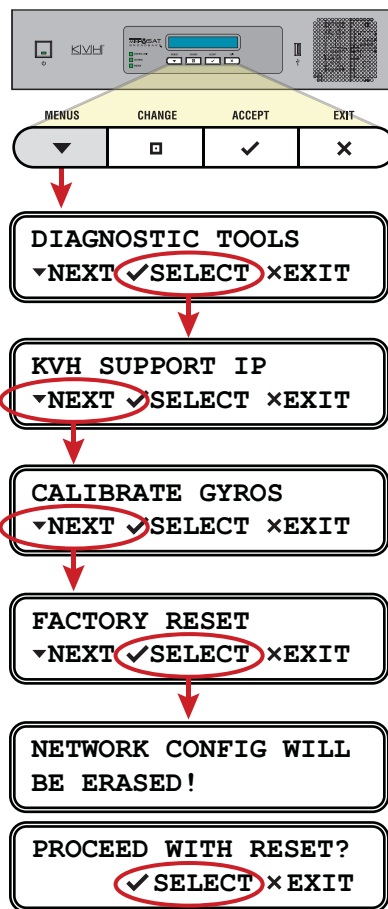 KVH
MENUS CHANGE ACCEPT EXIT
DIAGNOSTIC TOOLS
▼NEXT ✓SELECT ×EXIT
KVH SUPPORT IP
▼NEXT ✓SELECT ×EXIT
CALIBRATE GYROS
▼NEXT ✓SELECT ×EXIT
FACTORY RESET
▼NEXT ✓SELECT ×EXIT
NETWORK CONFIG WILL
BE ERASED!
PROCEED WITH RESET?
✓SELECT ×EXIT